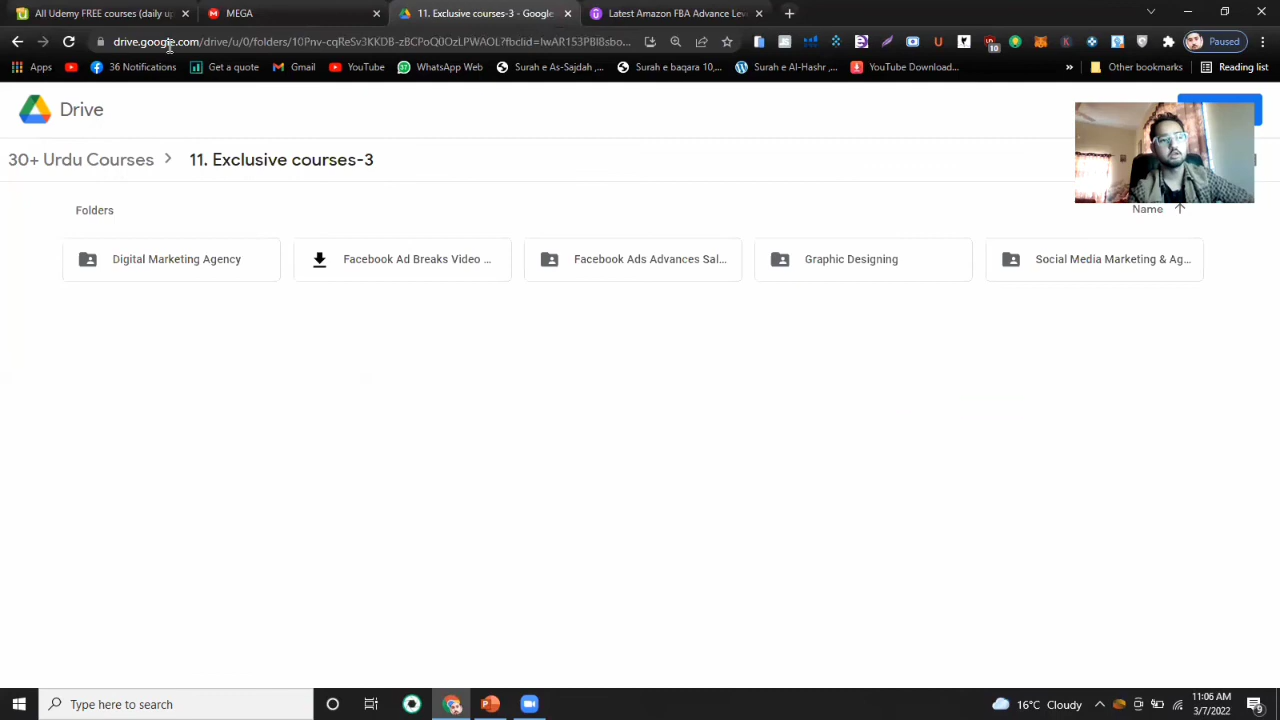 All Udemy FREE courses (daily up
MEGA
11. Exclusive courses-3 - Google
Latest Amazon FBA Advance Lev
drive.google.com/drive/u/0/folders/10Pnv-cqReSv3KKDB-zBCPoQ0OzLPWAOL?fbclid=IwAR153PBI8sbo...
10
Paused
Apps
36 Notifications
Get a quote
Gmail
YouTube
WhatsApp Web
Surah e As-Sajdah ,...
Surah e baqara 10,...
Surah e Al-Hashr ,...
YouTube Download...
»
Other bookmarks
Reading list
Drive
30+ Urdu Courses > 11. Exclusive courses-3
Folders
Name
Digital Marketing Agency
Facebook Ad Breaks Video ...
Facebook Ads Advances Sal...
Graphic Designing
Social Media Marketing & Ag...
Type here to search
16°C Cloudy
11:06 AM
3/7/2022
9